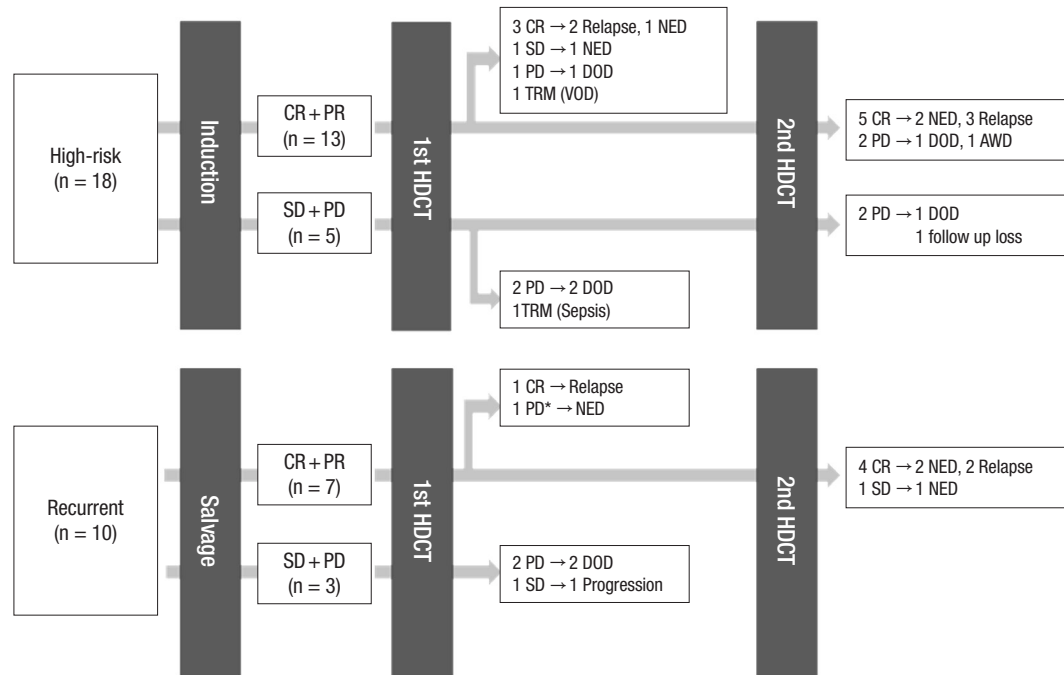 High-risk
(n = 18)
Induction
CR + PR
(n = 13)
SD + PD
(n = 5)
1st HDCT
3 CR → 2 Relapse, 1 NED
1 SD → 1 NED
1 PD → 1 DOD
1 TRM (VOD)
2 PD → 2 DOD
1TRM (Sepsis)
2nd HDCT
5 CR → 2 NED, 3 Relapse
2 PD → 1 DOD, 1 AWD
2 PD → 1 DOD
1 follow up loss
Recurrent
(n = 10)
Salvage
CR + PR
(n = 7)
SD + PD
(n = 3)
1st HDCT
1 CR → Relapse
1 PD* → NED
2 PD → 2 DOD
1 SD → 1 Progression
2nd HDCT
4 CR → 2 NED, 2 Relapse
1 SD → 1 NED